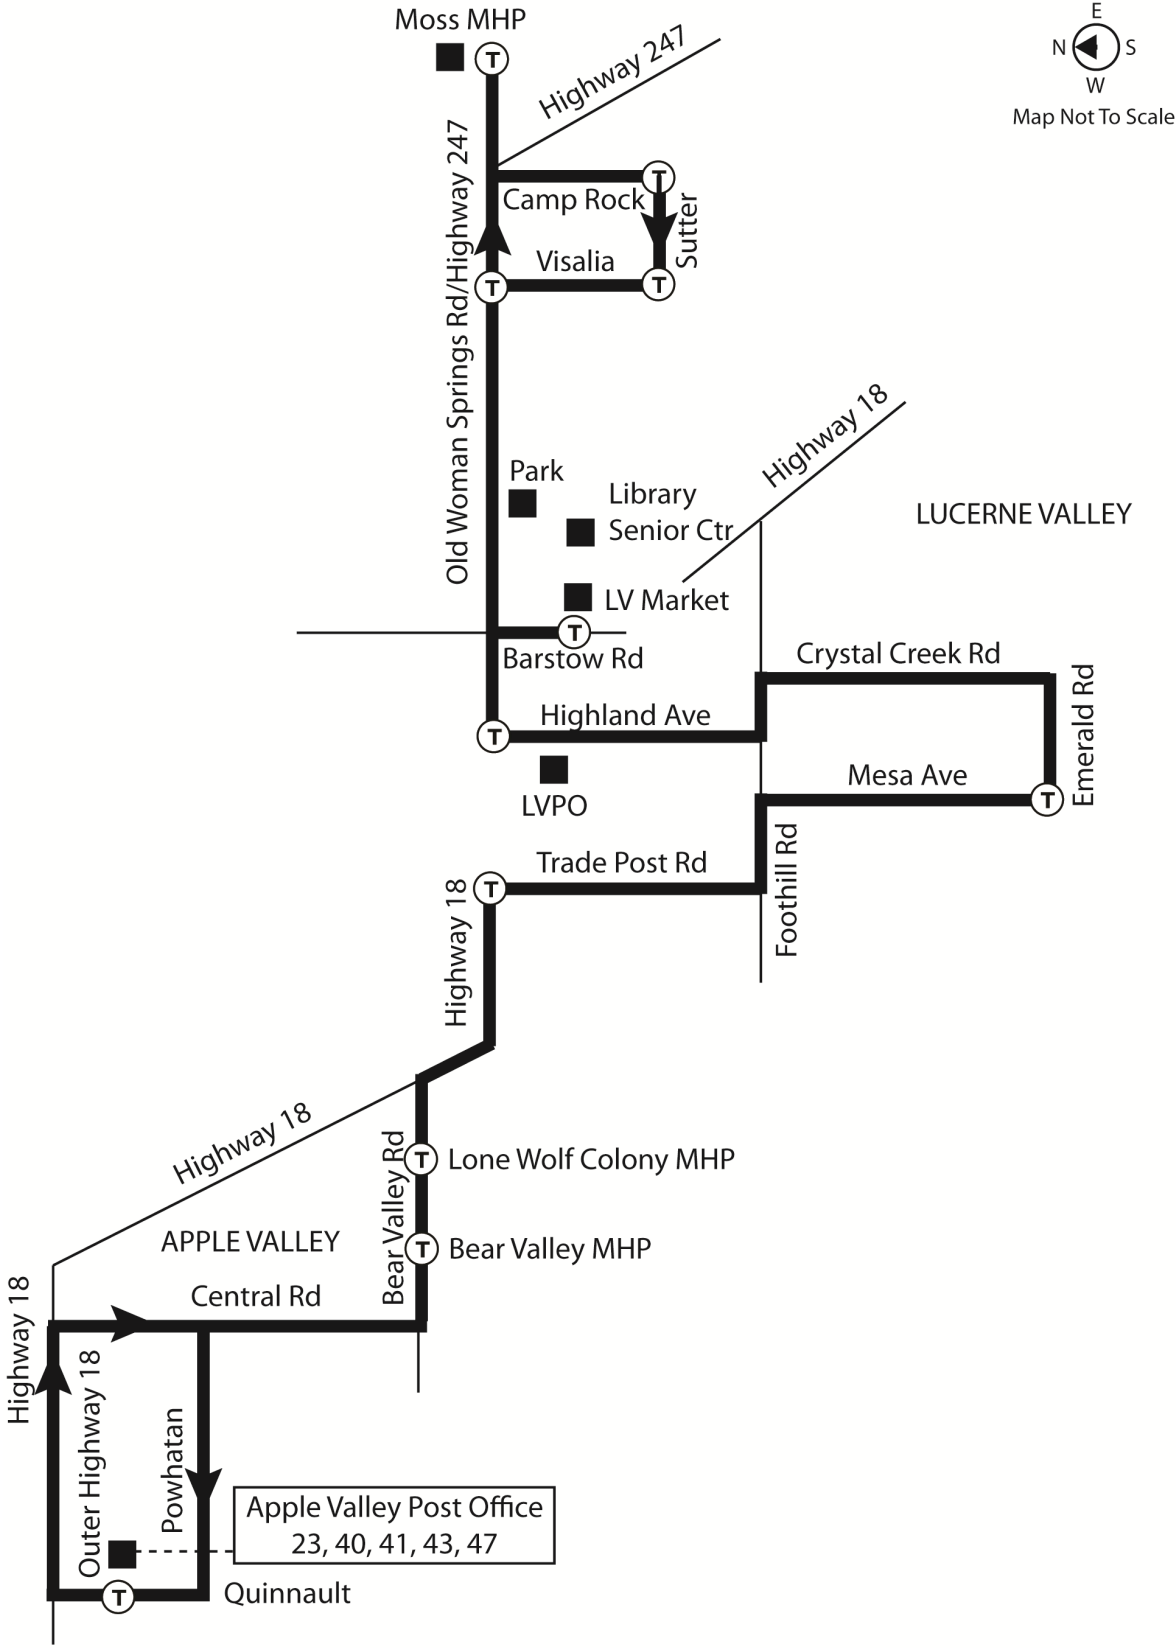 Moss MHP
T
Highway 247
E
N
S
W
Map Not To Scale
Old Woman Springs Rd/Highway 247
Camp Rock
T
Sutter
Visalia
T
T
Highway 18
Park
Library
Senior Ctr
LUCERNE VALLEY
LV Market
T
Barstow Rd
Crystal Creek Rd
Emerald Rd
Highland Ave
T
LVPO
Mesa Ave
T
Foothill Rd
Trade Post Rd
T
Highway 18
Highway 18
Bear Valley Rd
T
Lone Wolf Colony MHP
APPLE VALLEY
T
Bear Valley MHP
Central Rd
Highway 18
Outer Highway 18
Powhatan
Apple Valley Post Office
23, 40, 41, 43, 47
T
Quinnault